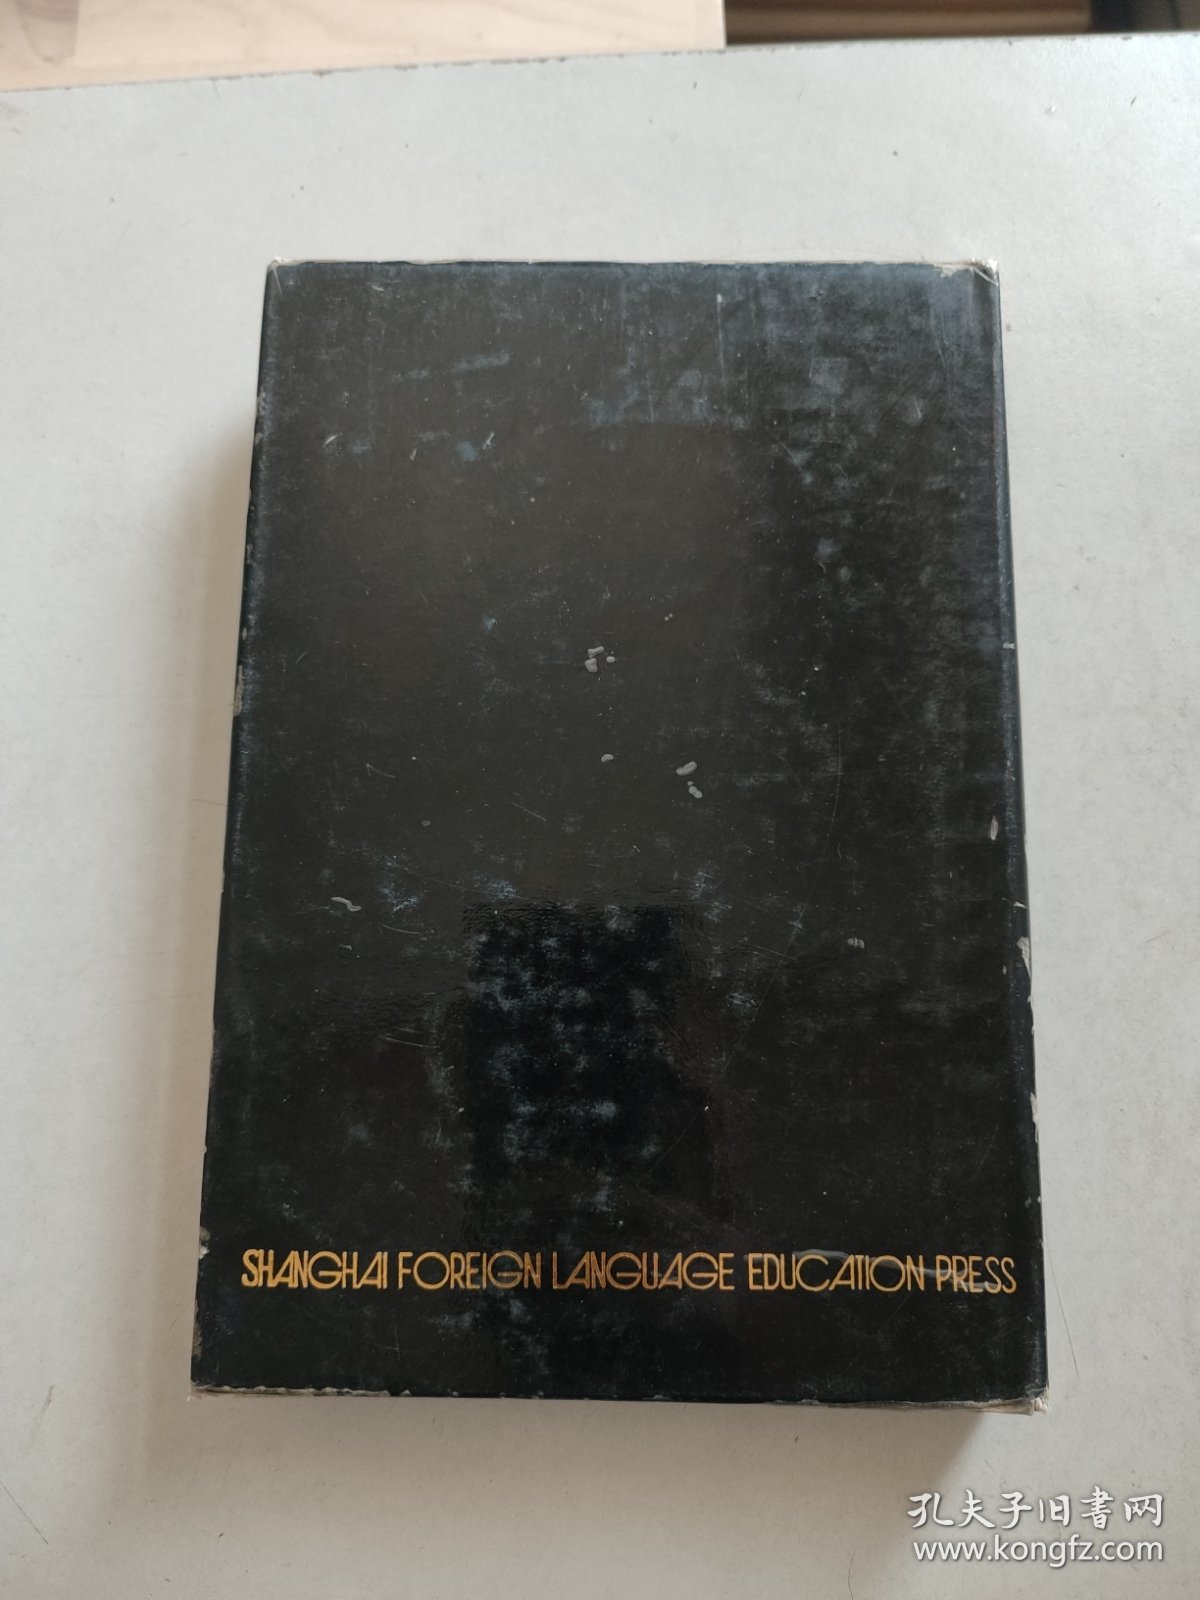 SHANGHAI FOREIGN LANGUAGE EDUCATION PRESS
孔夫子旧书网
www.kongfz.com